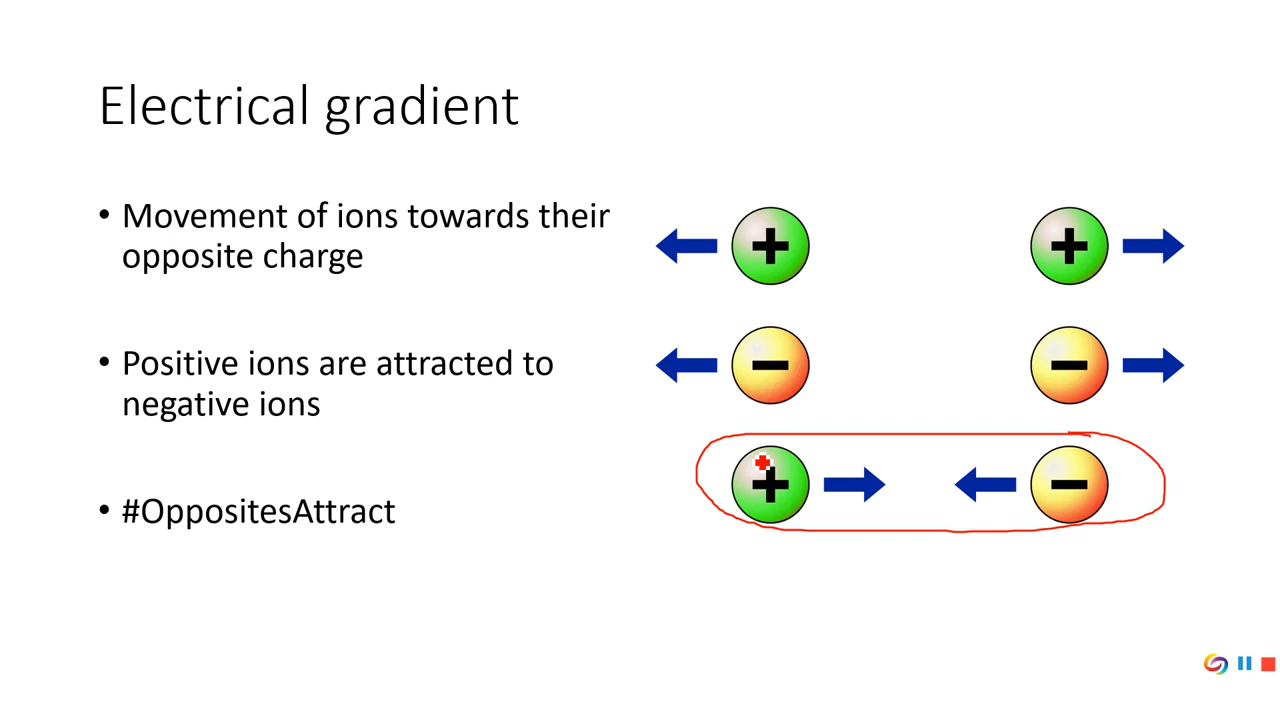 Electrical gradient
• Movement of ions towards their
opposite charge
• Positive ions are attracted to
negative ions
• #OppositesAttract
+ +
− −
+ −